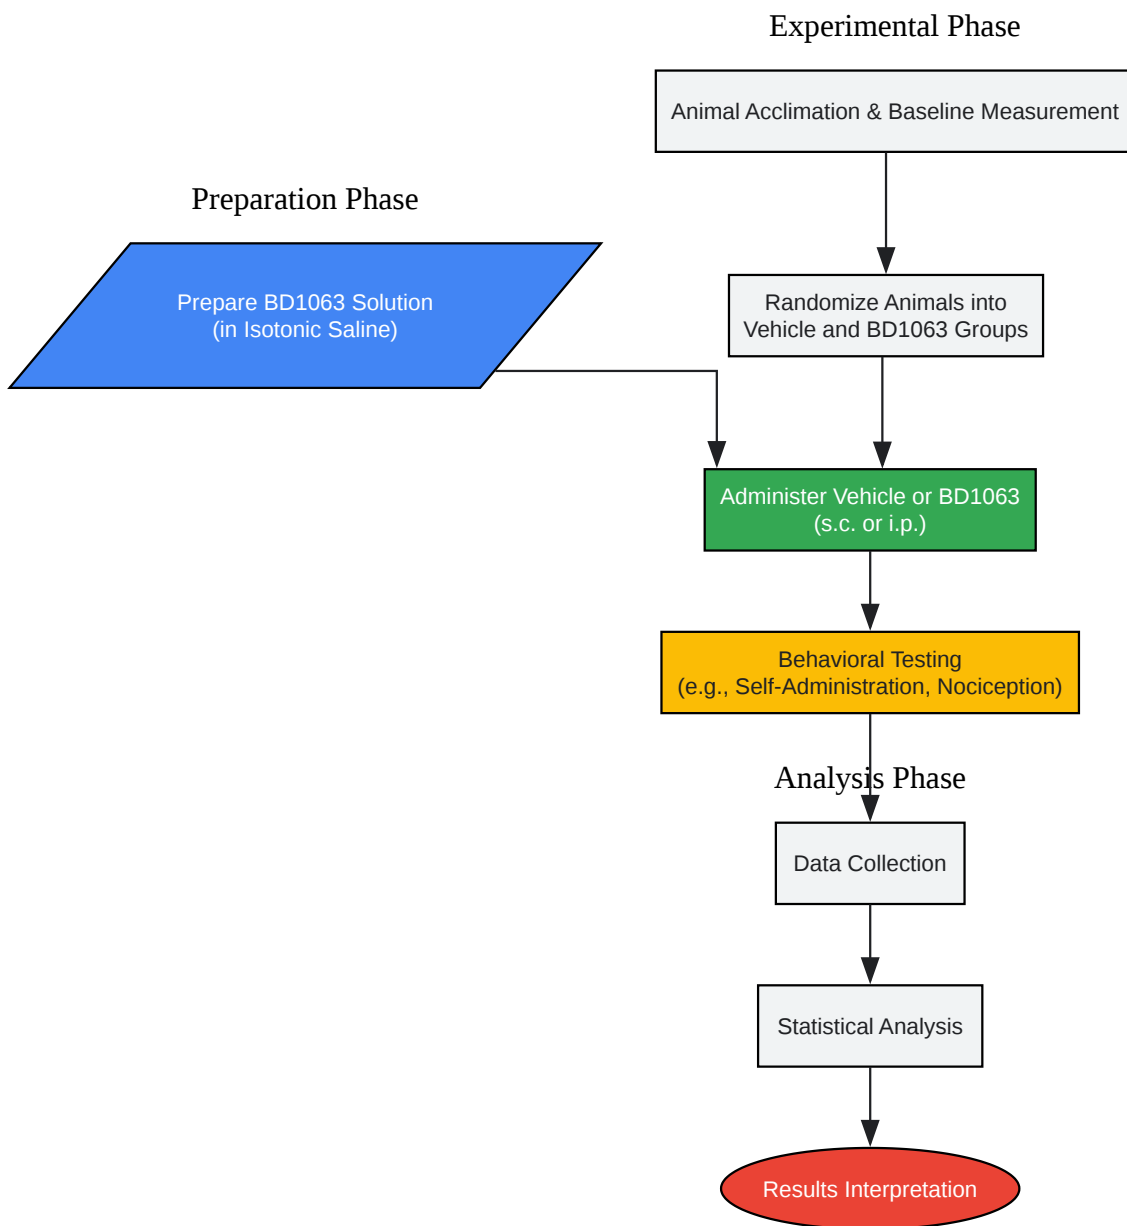 Experimental Phase
Animal Acclimation & Baseline Measurement
Preparation Phase
Prepare BD1063 Solution
(in Isotonic Saline)
Randomize Animals into
Vehicle and BD1063 Groups
Administer Vehicle or BD1063
(s.c. or i.p.)
Behavioral Testing
(e.g., Self-Administration, Nociception)
Analysis Phase
Data Collection
Statistical Analysis
Results Interpretation